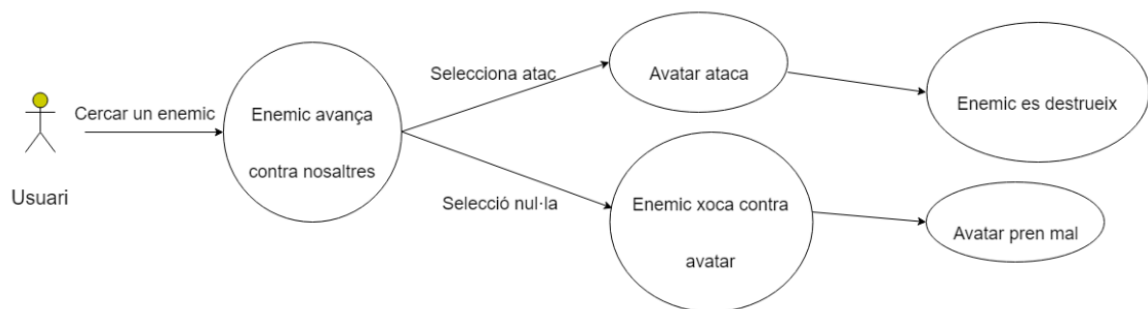 Usuari
Cercar un enemic
Enemic avança
contra nosaltres
Selecciona atac
Avatar ataca
Enemic es destrueix
Selecció nul·la
Enemic xoca contra
avatar
Avatar pren mal